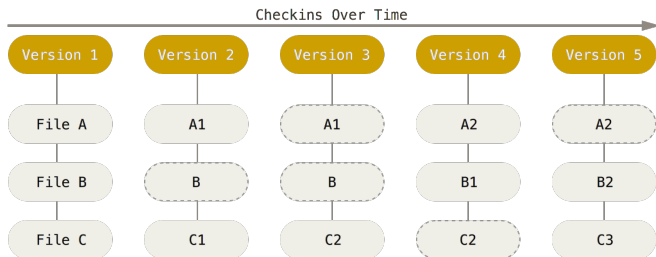 Checkins Over Time
Version 1 Version 2 Version 3 Version 4 Version 5
File A A1 A1 A2 A2
File B B B B1 B2
File C C1 C2 C2 C3